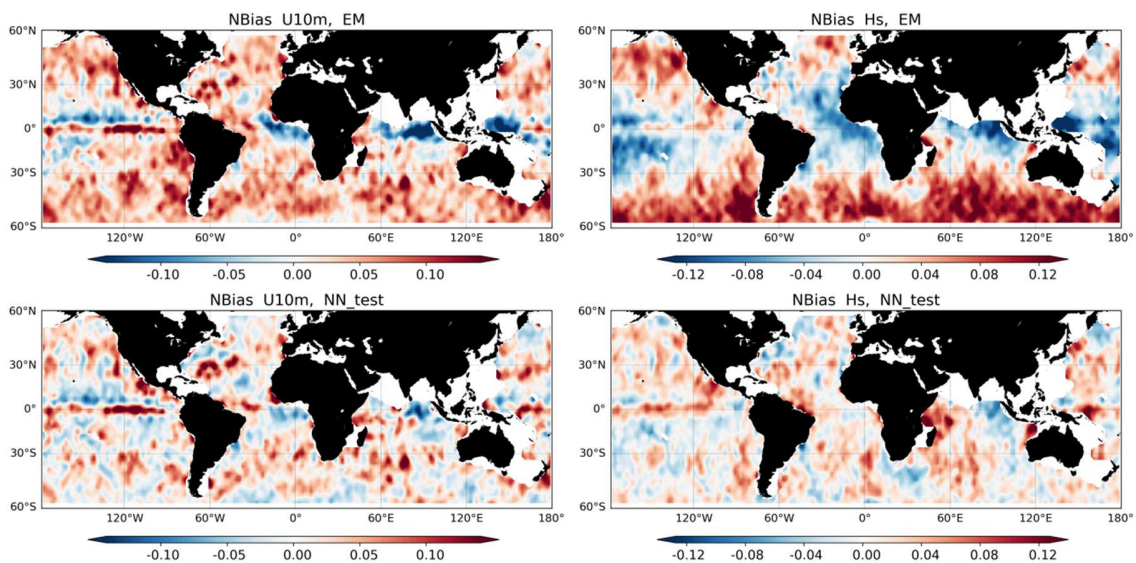 NBias  U10m,  EM
60°N
30°N
0°
30°S
60°S
120°W 60°W 0° 60°E 120°E 180°
-0.10 -0.05 0.00 0.05 0.10
NBias  Hs,  EM
60°N
30°N
0°
30°S
60°S
120°W 60°W 0° 60°E 120°E 180°
-0.12 -0.08 -0.04 0.00 0.04 0.08 0.12
NBias  U10m,  NN_test
60°N
30°N
0°
30°S
60°S
120°W 60°W 0° 60°E 120°E 180°
-0.10 -0.05 0.00 0.05 0.10
NBias  Hs,  NN_test
60°N
30°N
0°
30°S
60°S
120°W 60°W 0° 60°E 120°E 180°
-0.12 -0.08 -0.04 0.00 0.04 0.08 0.12